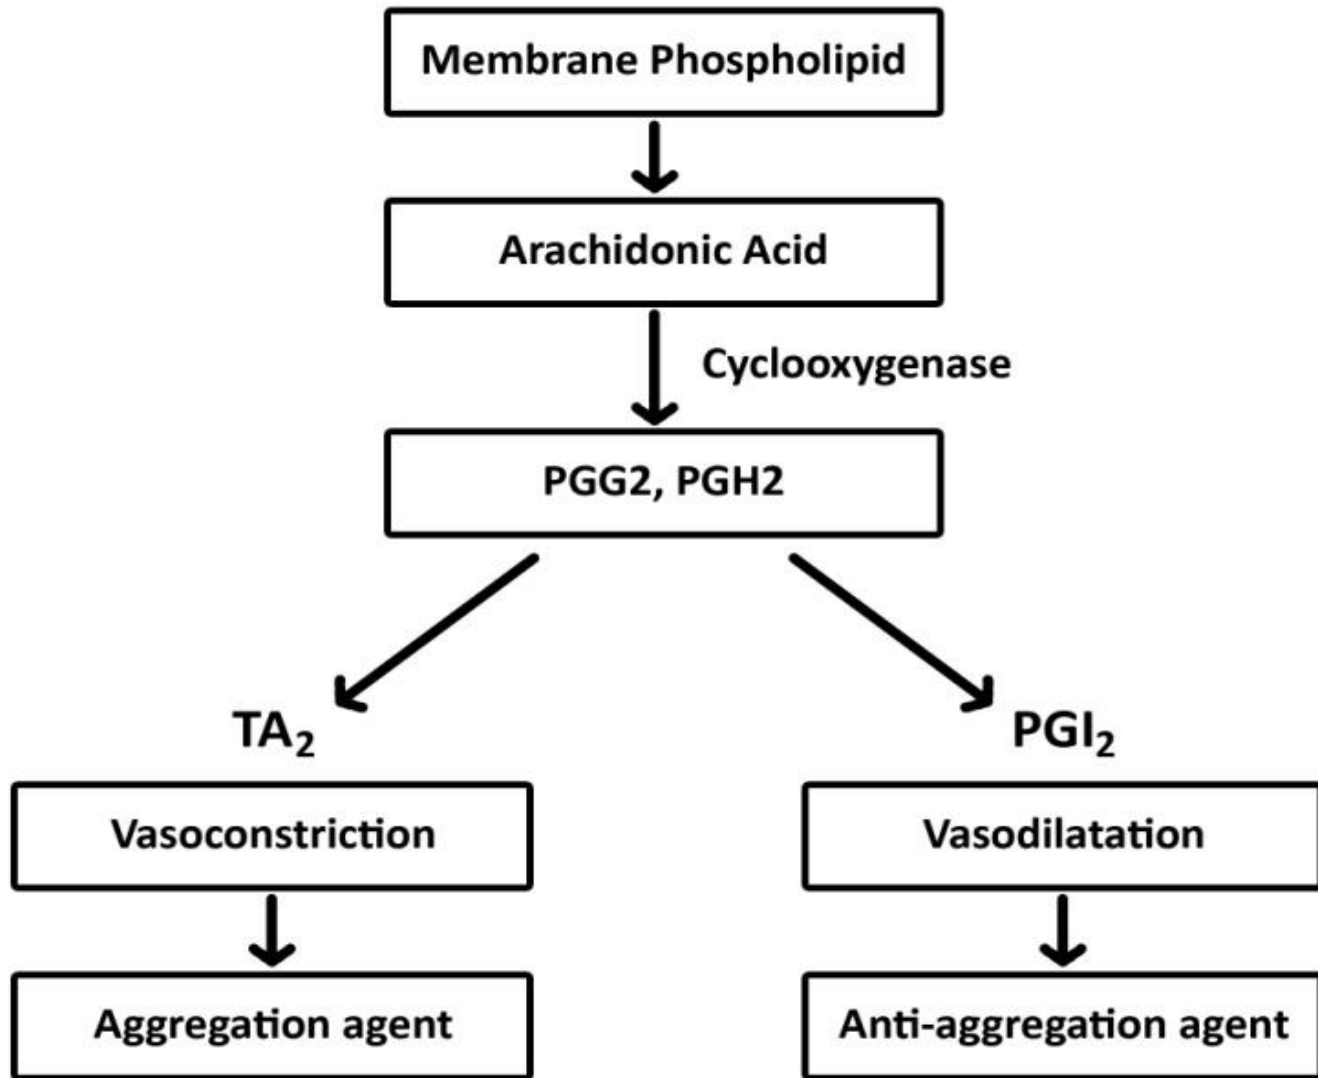 Membrane Phospholipid
Arachidonic Acid
Cyclooxygenase
PGG2, PGH2
TA₂
PGI₂
Vasoconstriction
Vasodilatation
Aggregation agent
Anti-aggregation agent